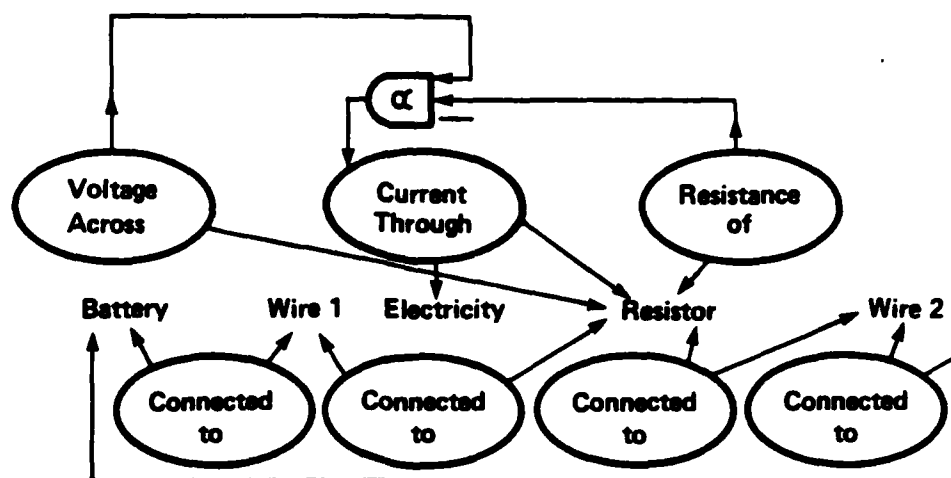 α
Voltage
Across
Current
Through
Resistance
of
Battery
Wire 1
Electricity
Resistor
Wire 2
Connected
to
Connected
to
Connected
to
Connected
to